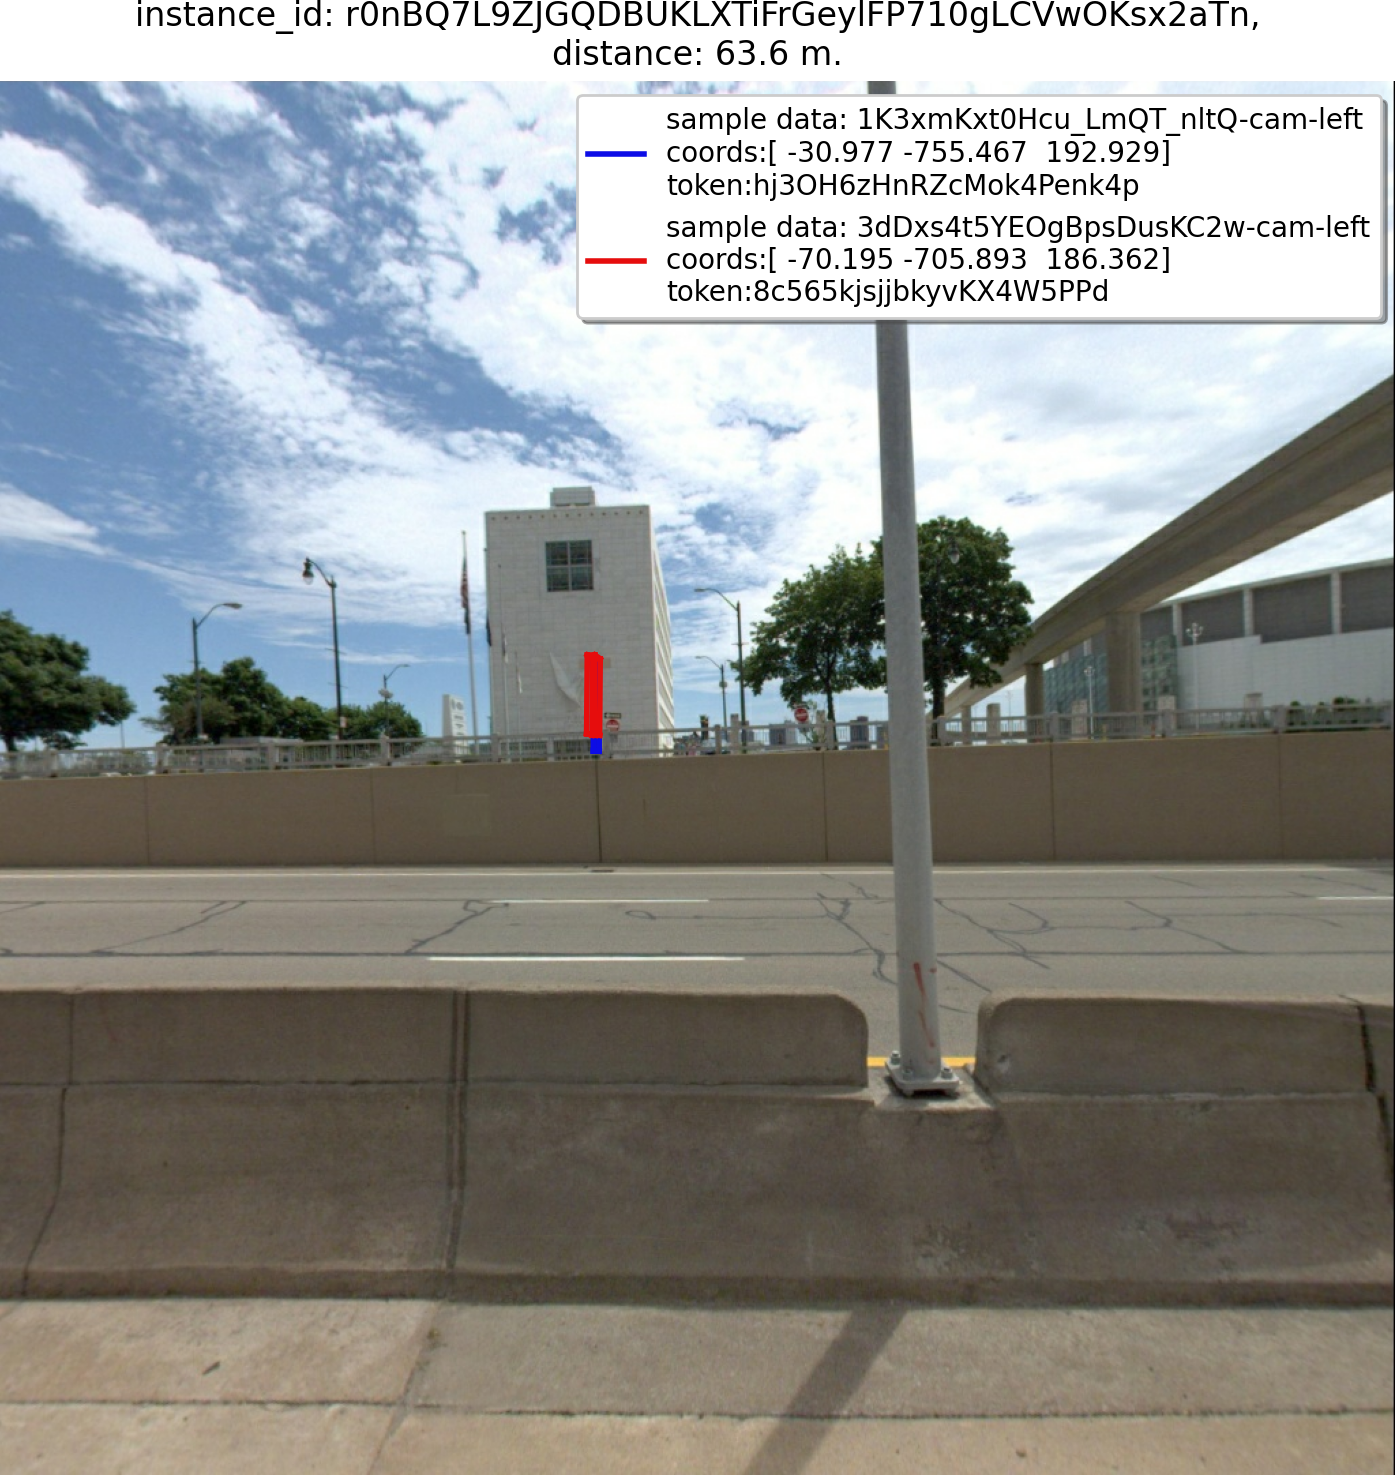 instance_id: r0nBQ7L9ZJGQDBUKLXTiFrGeylFP710gLCVwOKsx2aTn,
distance: 63.6 m.
sample data: 1K3xmKxt0Hcu_LmQT_nltQ-cam-left
coords:[ -30.977 -755.467  192.929]
token:hj3OH6zHnRZcMok4Penk4p
sample data: 3dDxs4t5YEOgBpsDusKC2w-cam-left
coords:[ -70.195 -705.893  186.362]
token:8c565kjsjjbkyvKX4W5PPd